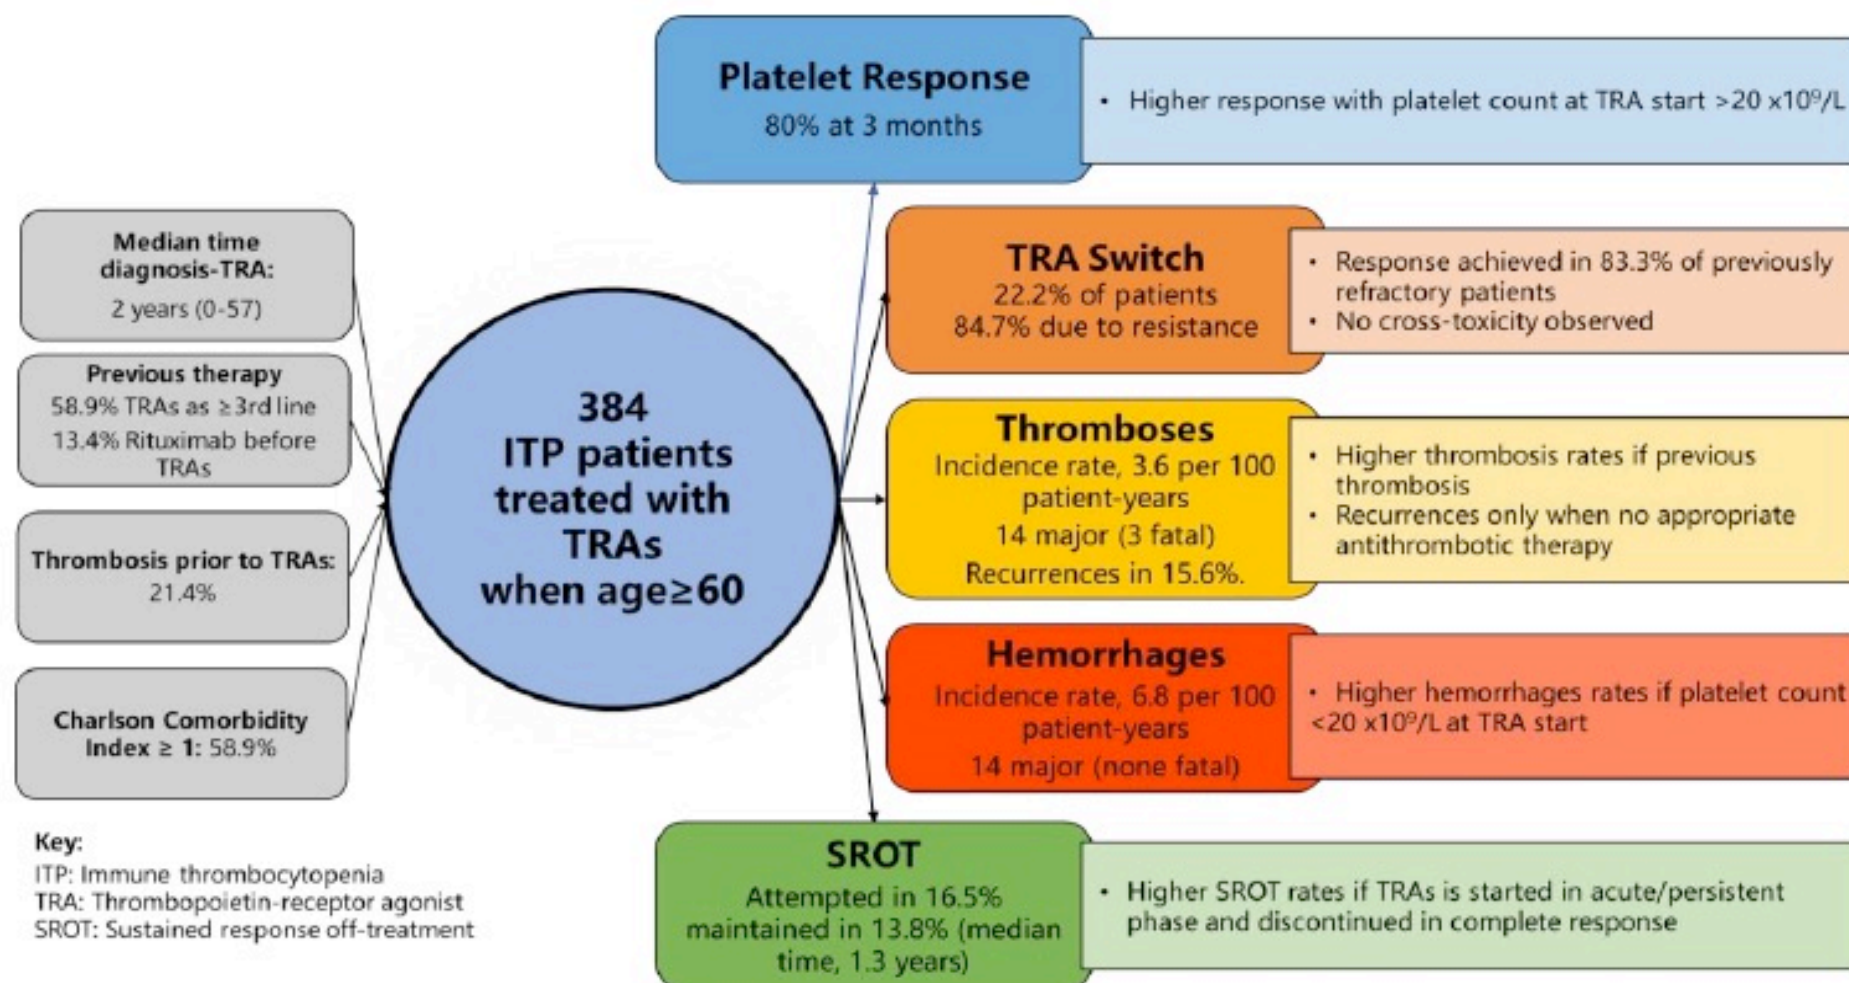 Platelet Response
80% at 3 months
• Higher response with platelet count at TRA start >20 x10⁹/L
Median time
diagnosis-TRA:
2 years (0-57)
Previous therapy
58.9% TRAs as ≥3rd line
13.4% Rituximab before
TRAs
Thrombosis prior to TRAs:
21.4%
Charlson Comorbidity
Index ≥ 1: 58.9%
384
ITP patients
treated with
TRAs
when age≥60
TRA Switch
22.2% of patients
84.7% due to resistance
• Response achieved in 83.3% of previously
refractory patients
• No cross-toxicity observed
Thromboses
Incidence rate, 3.6 per 100
patient-years
14 major (3 fatal)
Recurrences in 15.6%.
• Higher thrombosis rates if previous
thrombosis
• Recurrences only when no appropriate
antithrombotic therapy
Hemorrhages
Incidence rate, 6.8 per 100
patient-years
14 major (none fatal)
• Higher hemorrhages rates if platelet count
<20 x10⁹/L at TRA start
SROT
Attempted in 16.5%
maintained in 13.8% (median
time, 1.3 years)
• Higher SROT rates if TRAs is started in acute/persistent
phase and discontinued in complete response
Key:
ITP: Immune thrombocytopenia
TRA: Thrombopoietin-receptor agonist
SROT: Sustained response off-treatment